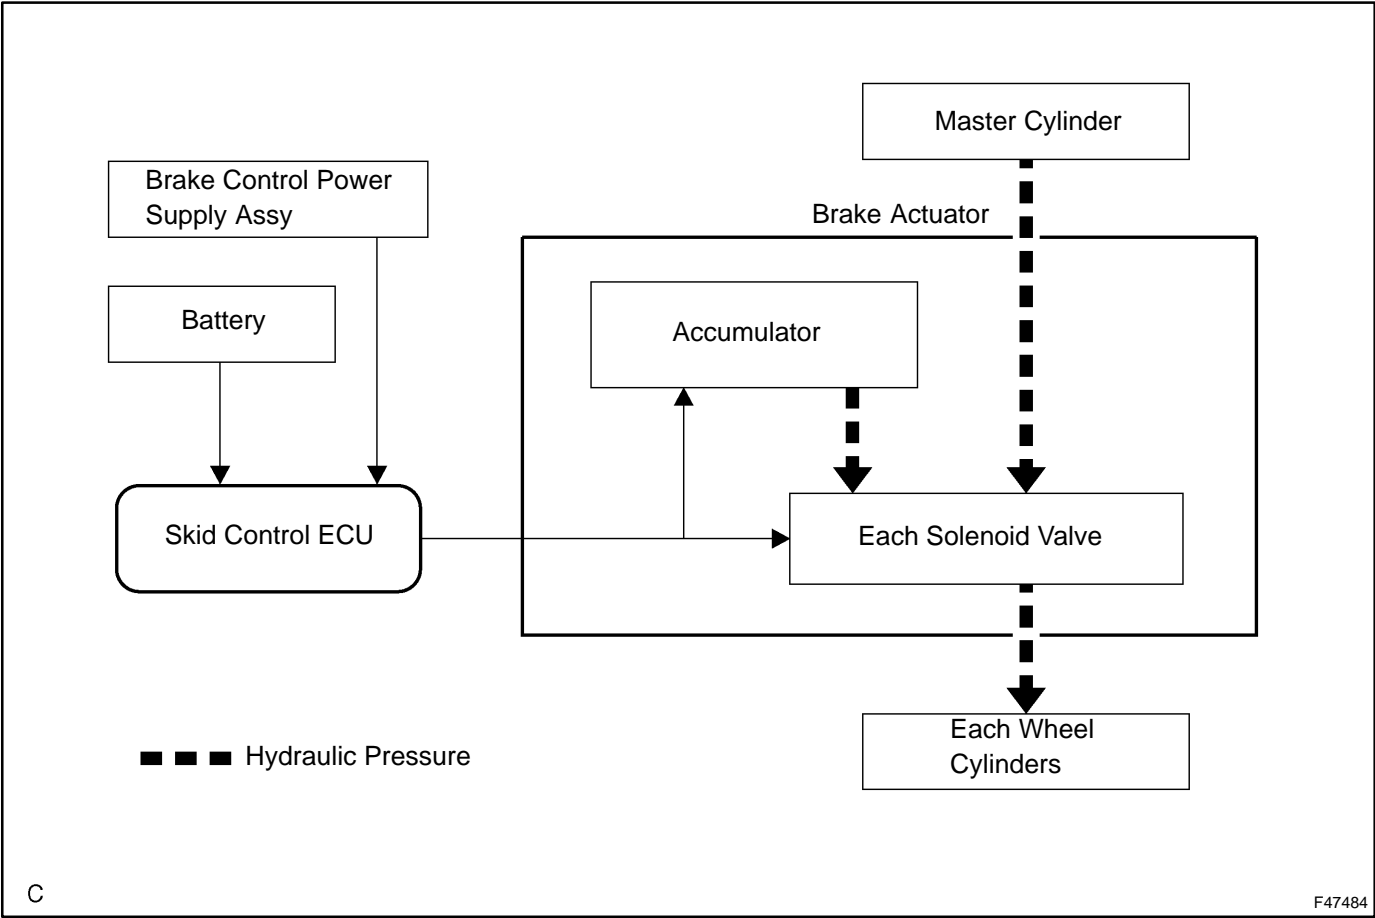 Master Cylinder
Brake Control Power
Supply Assy
Brake Actuator
Battery
Accumulator
Skid Control ECU
Each Solenoid Valve
Each Wheel
Cylinders
Hydraulic Pressure
C
F47484